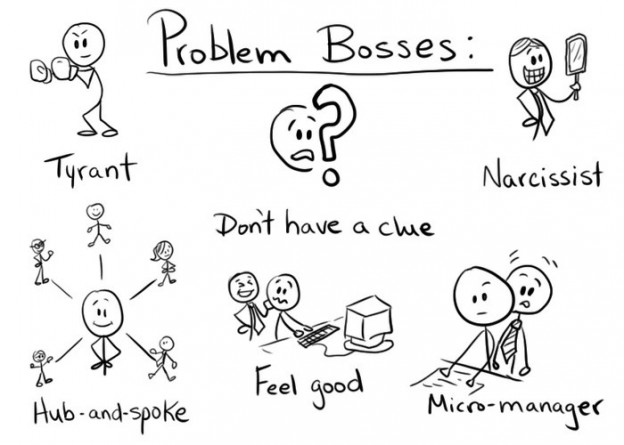 Problem Bosses:
Tyrant
Narcissist
Don't have a clue
Hub-and-spoke
Feel good
Micro-manager